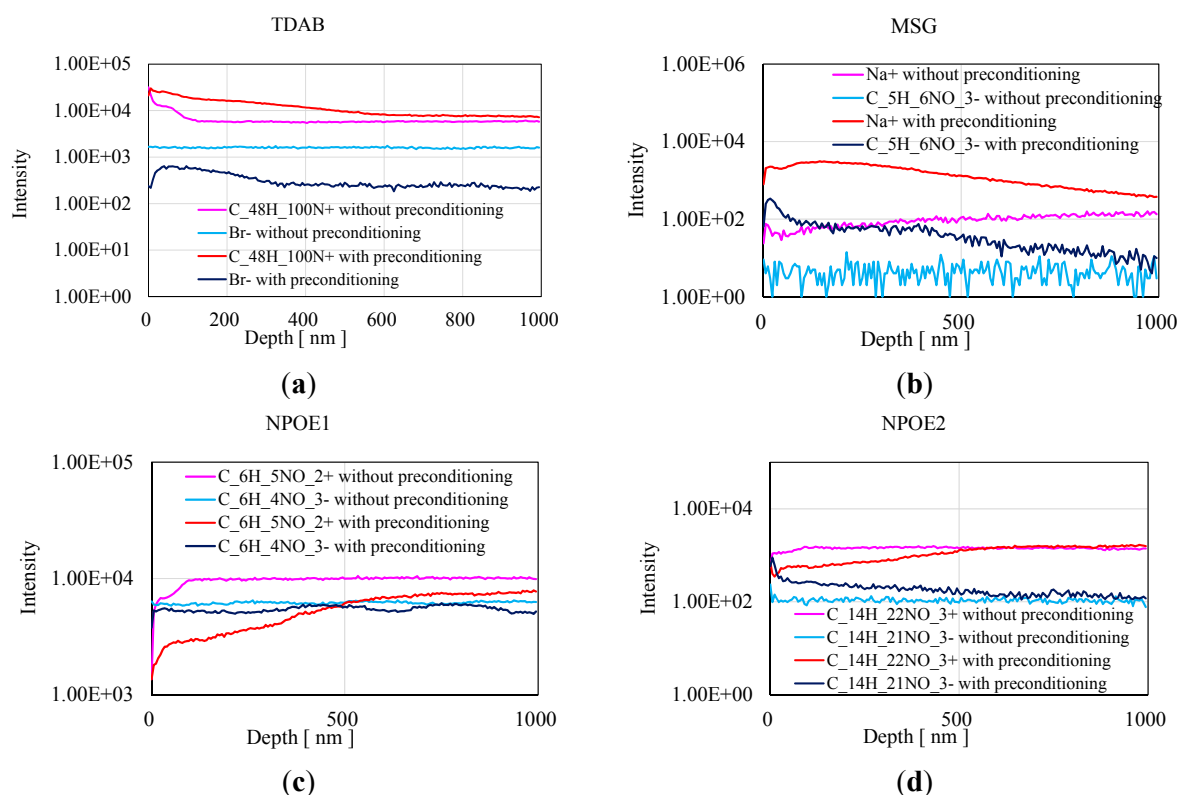 TDAB
1.00E+05
1.00E+04
1.00E+03
1.00E+02
1.00E+01
1.00E+00
Intensity
C_48H_100N+ without preconditioning
Br- without preconditioning
C_48H_100N+ with preconditioning
Br- with preconditioning
0 200 400 600 800 1000
Depth [ nm ]
(a)
MSG
1.00E+06
1.00E+04
1.00E+02
1.00E+00
Intensity
Na+ without preconditioning
C_5H_6NO_3- without preconditioning
Na+ with preconditioning
C_5H_6NO_3- with preconditioning
0 500 1000
Depth [ nm ]
(b)
NPOE1
1.00E+05
1.00E+04
1.00E+03
Intensity
C_6H_5NO_2+ without preconditioning
C_6H_4NO_3- without preconditioning
C_6H_5NO_2+ with preconditioning
C_6H_4NO_3- with preconditioning
0 500 1000
Depth [ nm ]
(c)
NPOE2
1.00E+04
1.00E+02
1.00E+00
Intensity
C_14H_22NO_3+ without preconditioning
C_14H_21NO_3- without preconditioning
C_14H_22NO_3+ with preconditioning
C_14H_21NO_3- with preconditioning
0 500 1000
Depth [ nm ]
(d)